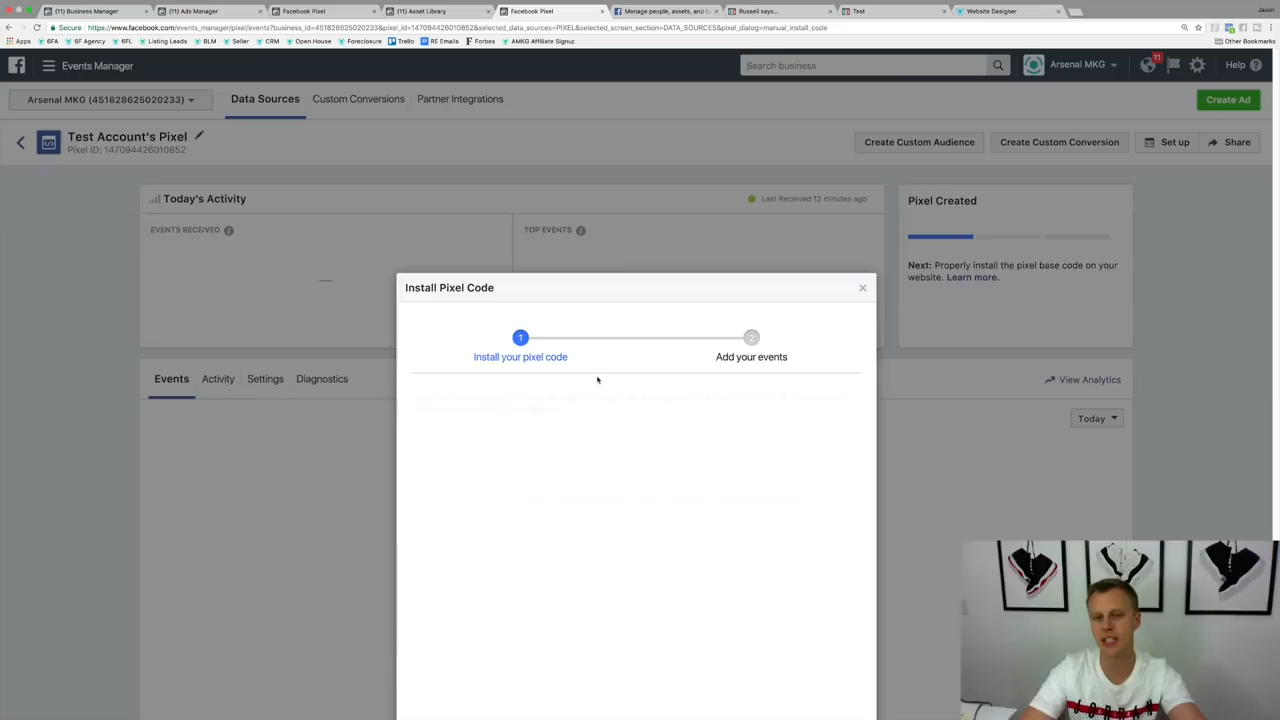 (11) Business Manager
(11) Ads Manager
Facebook Pixel
(11) Asset Library
Facebook Pixel
Manage people, assets, and
Russell says...
Test
Website Designer
Jason
Secure
https://www.facebook.com/events_manager/pixel/events?business_id=451828625020233&pixel_id=147094426010852&selected_data_sources=PIXEL&selected_screen_section=DATA_SOURCES&pixel_dialog=manual_install_code
Apps 6FA 6F Agency 6FL Listing Leads BLM Seller CRM Open House Foreclosure Trello RE Emails Forbes AMKG Affiliate Signup Other Bookmarks
Events Manager
Search business
Arsenal MKG
11
Help
Arsenal MKG (451828625020233)
Data Sources
Custom Conversions
Partner Integrations
Create Ad
Test Account's Pixel
Pixel ID: 147094426010852
Create Custom Audience
Create Custom Conversion
Set up
Share
Today's Activity
Last Received 12 minutes ago
EVENTS RECEIVED
TOP EVENTS
Pixel Created
Next: Properly install the pixel base code on your
website. Learn more.
Install Pixel Code
1
2
Install your pixel code
Add your events
Events
Activity
Settings
Diagnostics
View Analytics
Today
JORDAN